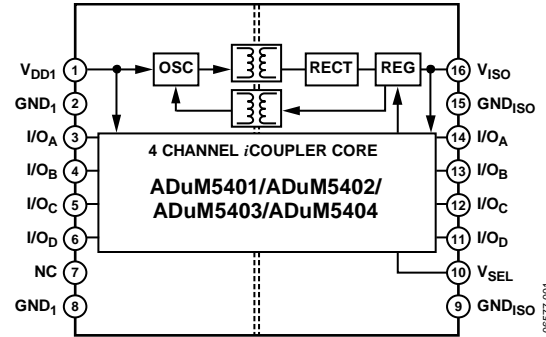 OSC
RECT
REG
V_DD1 1
GND_1 2
I/O_A 3
I/O_B 4
I/O_C 5
I/O_D 6
NC 7
GND_1 8
4 CHANNEL iCOUPLER CORE
ADuM5401/ADuM5402/
ADuM5403/ADuM5404
16 V_ISO
15 GND_ISO
14 I/O_A
13 I/O_B
12 I/O_C
11 I/O_D
10 V_SEL
9 GND_ISO
06577-001